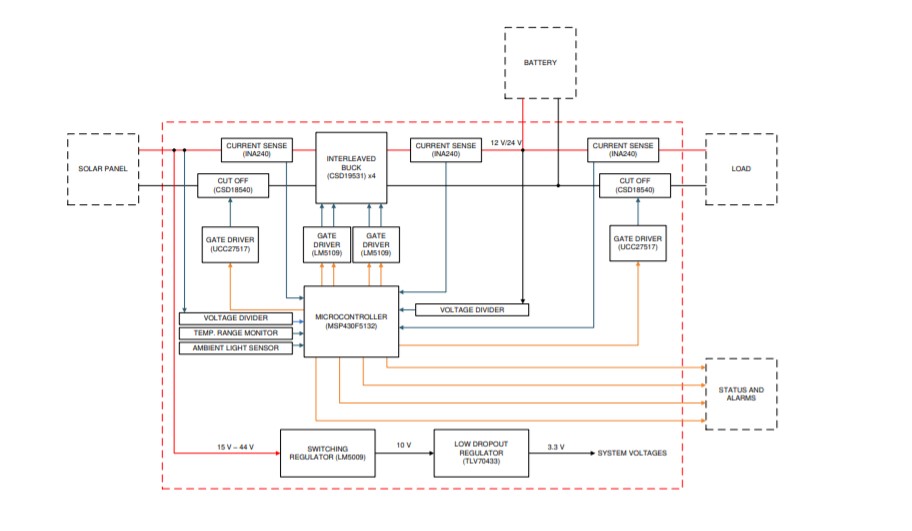 BATTERY
SOLAR PANEL
CURRENT SENSE
(INA240)
INTERLEAVED
BUCK
(CSD19531) x4
CURRENT SENSE
(INA240)
12 V/24 V
CURRENT SENSE
(INA240)
LOAD
CUT OFF
(CSD18540)
CUT OFF
(CSD18540)
GATE DRIVER
(UCC27517)
GATE
DRIVER
(LM5109)
GATE
DRIVER
(LM5109)
GATE DRIVER
(UCC27517)
VOLTAGE DIVIDER
TEMP. RANGE MONITOR
AMBIENT LIGHT SENSOR
MICROCONTROLLER
(MSP430F5132)
VOLTAGE DIVIDER
STATUS AND
ALARMS
15 V – 44 V
SWITCHING
REGULATOR (LM5009)
10 V
LOW DROPOUT
REGULATOR
(TLV70433)
3.3 V
SYSTEM VOLTAGES